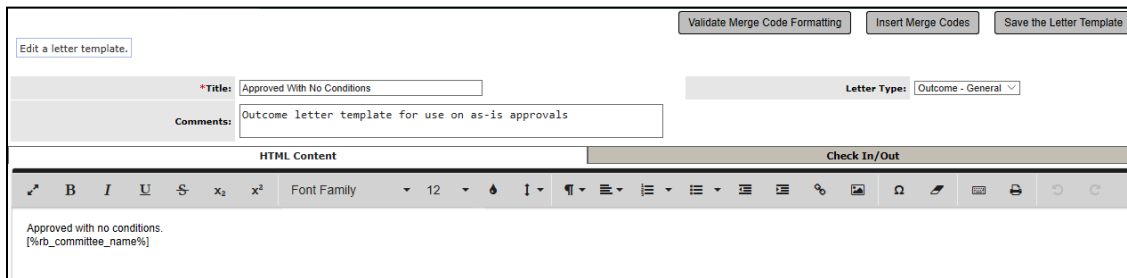 Validate Merge Code Formatting Insert Merge Codes Save the Letter Template
Edit a letter template.
*Title: Approved With No Conditions Letter Type: Outcome - General
Comments: Outcome letter template for use on as-is approvals
HTML Content Check In/Out
B I U S x₂ x² Font Family 12 ¶ Ω
Approved with no conditions.
[%rb_committee_name%]